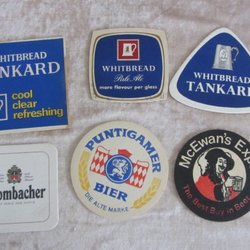 WHITBREAD
TANKARD
cool
clear
refreshing
WHITBREAD
Pale Ale
more flavour per glass
WHITBREAD
TANKARD
ombacher
PUNTIGAMER
BIER
DIE ALTE MARKE
McEwan's Ex
The Best Buy in Beer